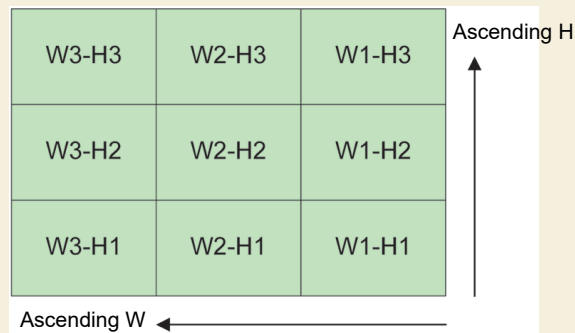 Ascending H
W3-H3 W2-H3 W1-H3
W3-H2 W2-H2 W1-H2
W3-H1 W2-H1 W1-H1
Ascending W